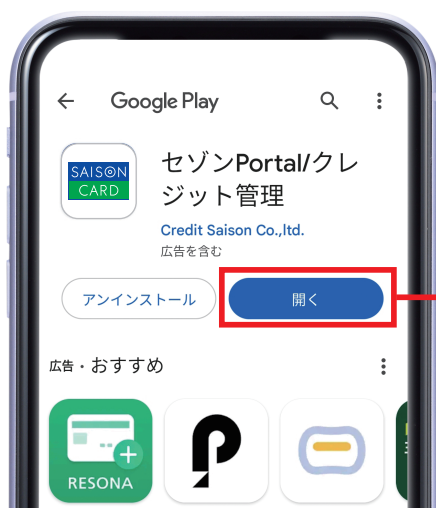 Google Play
SAISON
CARD
セゾンPortal/クレ
ジット管理
Credit Saison Co.,ltd.
広告を含む
アンインストール
開く
広告・おすすめ
RESONA